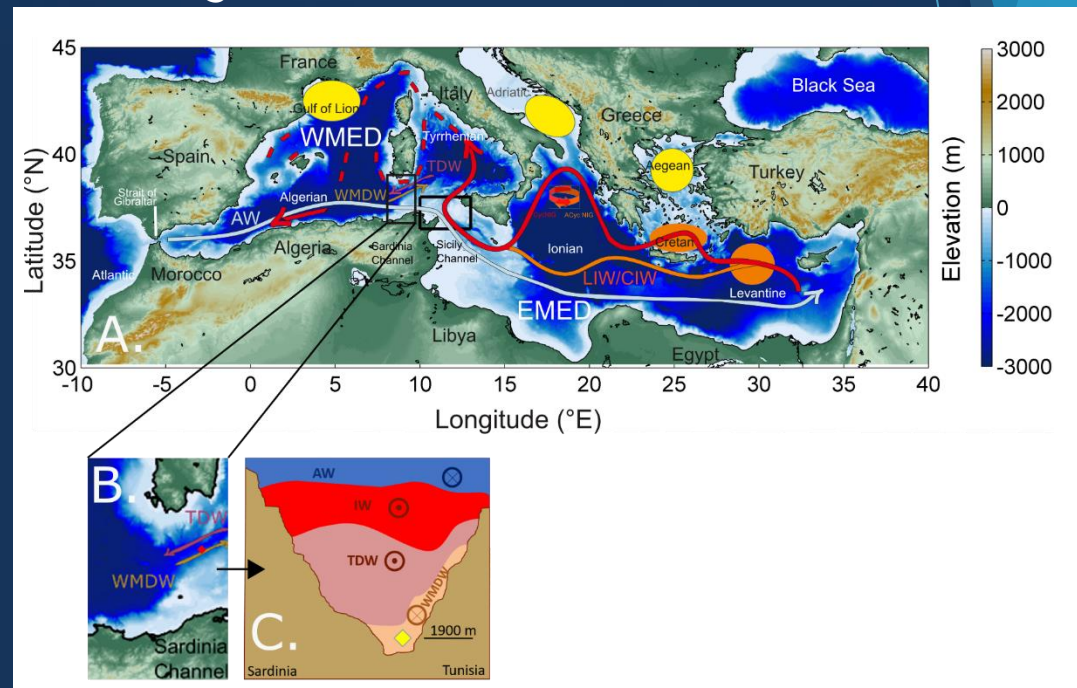 45
40
35
30
Latitude (°N)
France
Gulf of Lion
Italy
Adriatic
Black Sea
WMED
Tyrrhenian
Greece
Spain
TDW
Aegean
Turkey
Strait of
Gibraltar
Algerian
WMDW
CycNIG
ACyc NIG
AW
Algeria
Sardinia
Channel
Sicily
Channel
Ionian
Cretan
Atlantic
Morocco
LIW/CIW
Levantine
A.
EMED
Libya
Egypt
-10
-5
0
5
10
15
20
25
30
35
40
Longitude (°E)
3000
2000
1000
0
-1000
-2000
-3000
Elevation (m)
B.
TDW
WMDW
Sardinia
Channel
AW
IW
TDW
WMDW
C.
1900 m
Sardinia
Tunisia